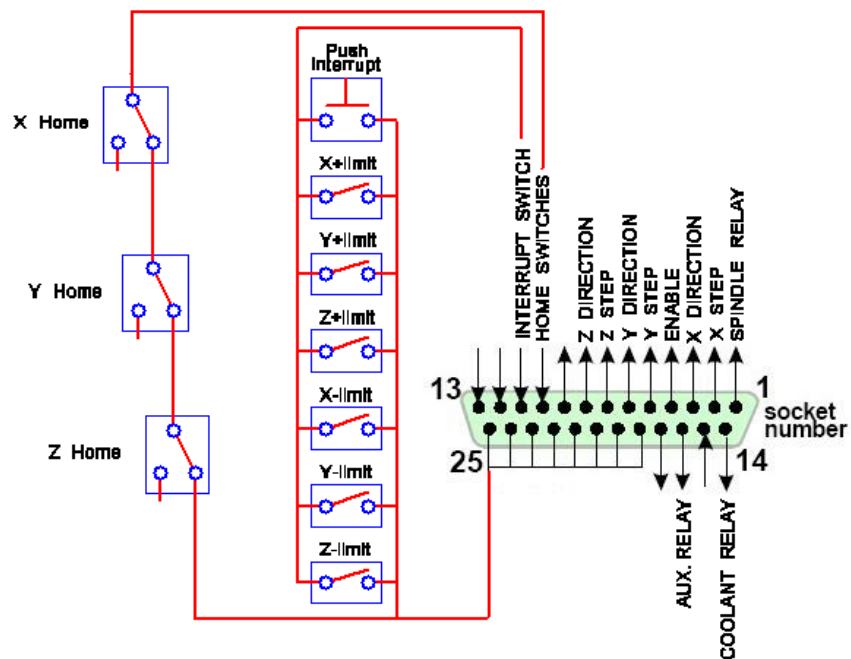 Push
Interrupt
X Home
X+limit
Y+limit
Y Home
Z+limit
X-limit
Z Home
Y-limit
Z-limit
INTERRUPT SWITCH
HOME SWITCHES
Z DIRECTION
Z STEP
Y DIRECTION
Y STEP
ENABLE
X DIRECTION
X STEP
SPINDLE RELAY
13
1
socket
number
25
14
AUX. RELAY
COOLANT RELAY